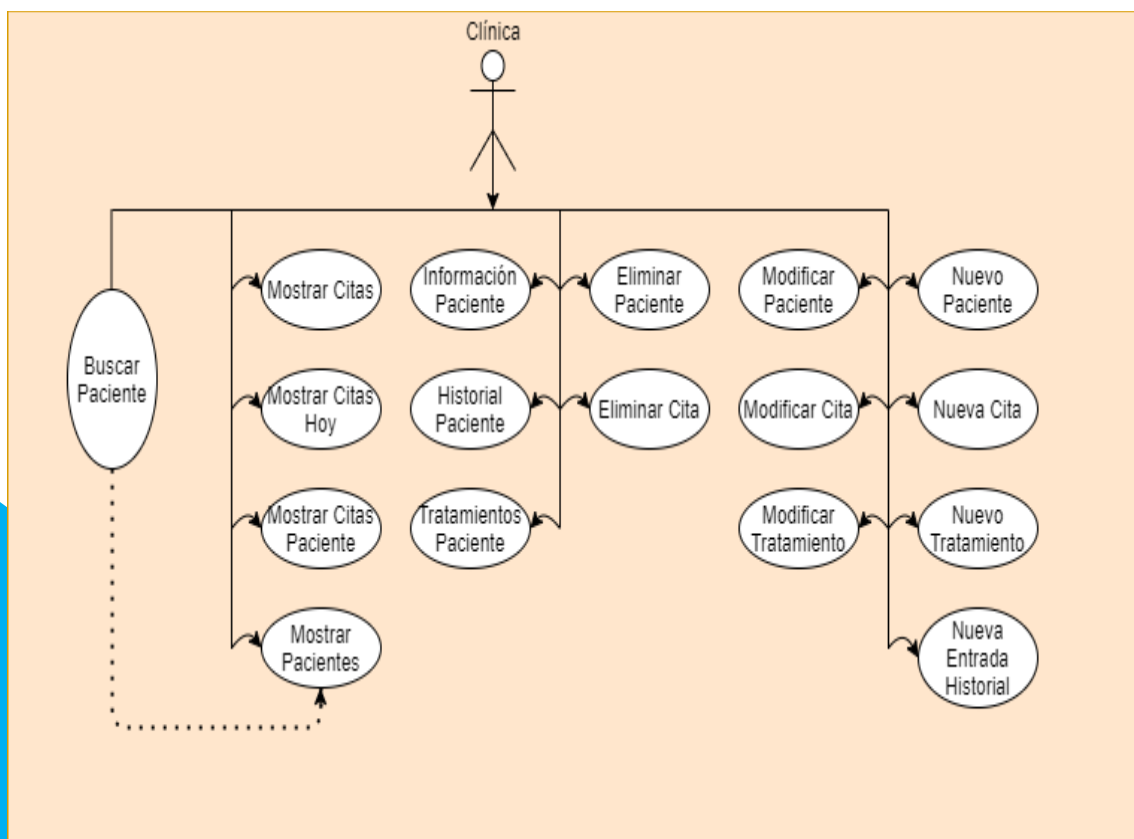 Clínica
Buscar
Paciente
Mostrar Citas
Mostrar Citas
Hoy
Mostrar Citas
Paciente
Mostrar
Pacientes
Información
Paciente
Historial
Paciente
Tratamientos
Paciente
Eliminar
Paciente
Eliminar Cita
Modificar
Paciente
Modificar Cita
Modificar
Tratamiento
Nuevo
Paciente
Nueva Cita
Nuevo
Tratamiento
Nueva
Entrada
Historial